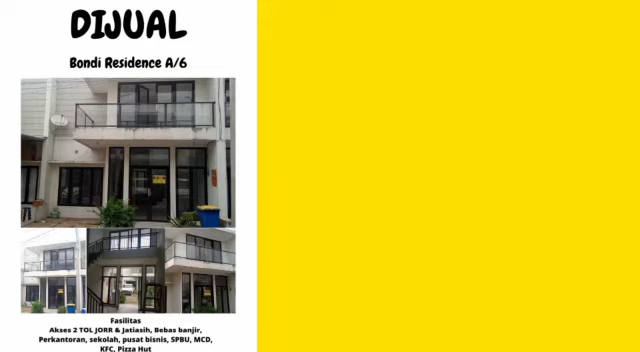 DIJUAL
Bondi Residence A/6
Fasilitas
Akses 2 TOL JORR & Jatiasih, Bebas banjir,
Perkantoran, sekolah, pusat bisnis, SPBU, MCD,
KFC, Pizza Hut